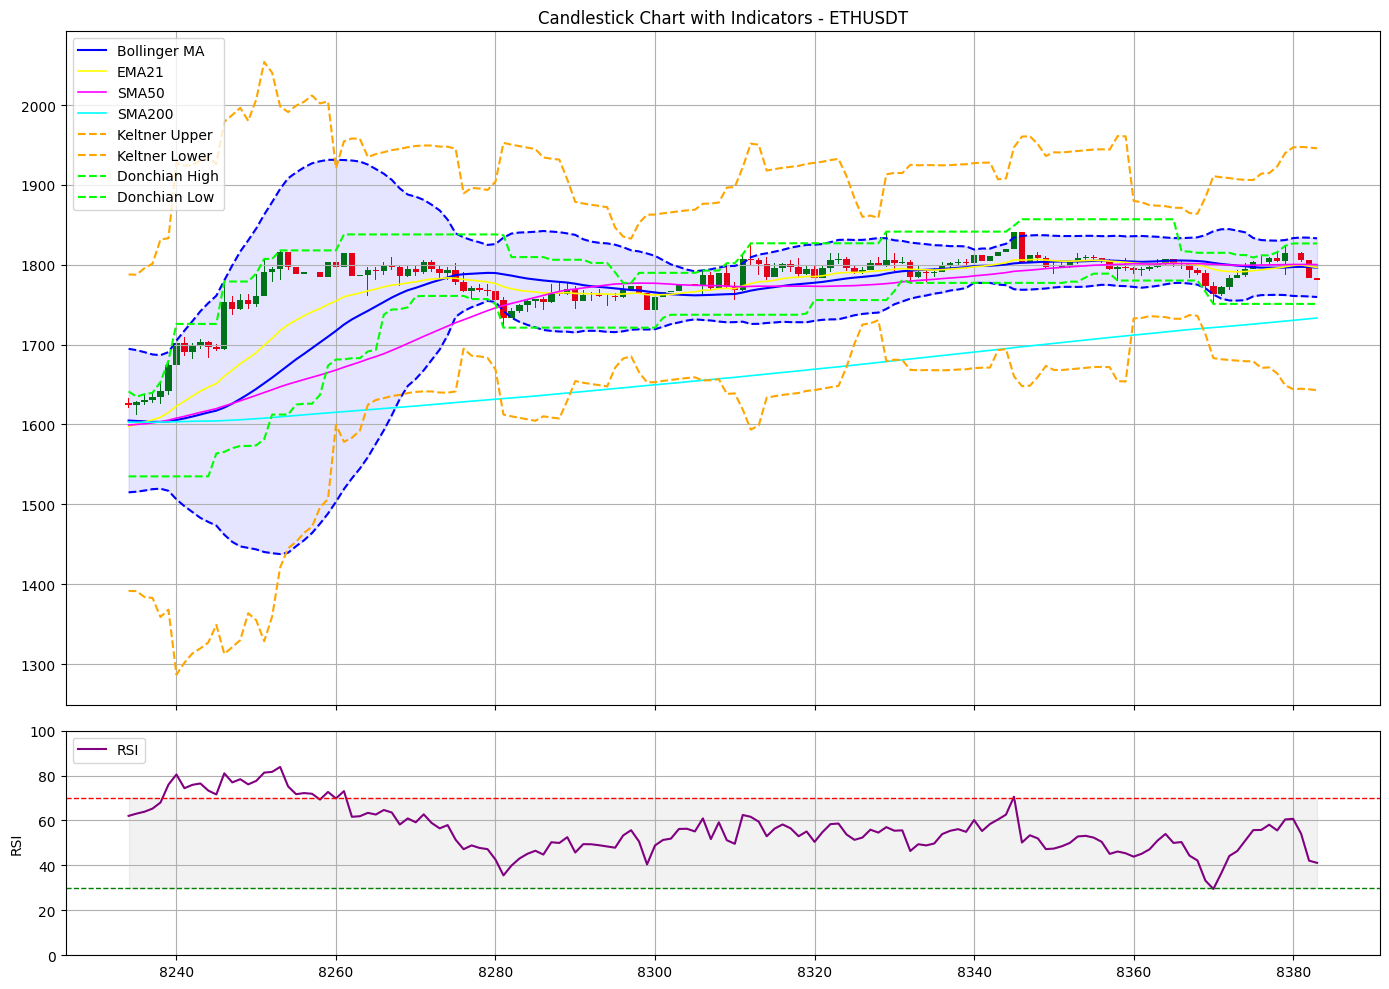 Candlestick Chart with Indicators - ETHUSDT
Bollinger MA
EMA21
SMA50
SMA200
Keltner Upper
Keltner Lower
Donchian High
Donchian Low
2000
1900
1800
1700
1600
1500
1400
1300
RSI
100
80
60
40
20
0
RSI
8240 8260 8280 8300 8320 8340 8360 8380